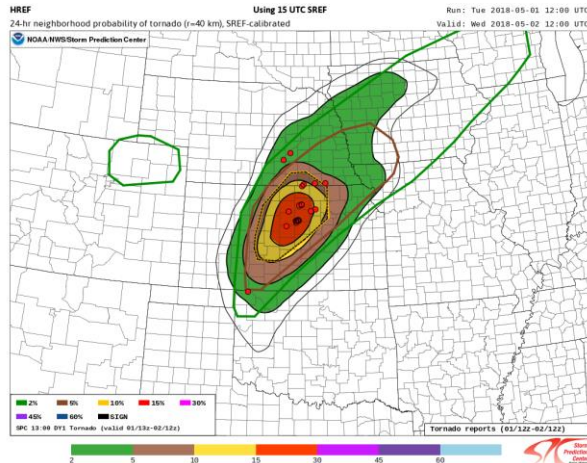 HREF Using 15 UTC SREF Run: Tue 2018-05-01 12:00 UTC
24-hr neighborhood probability of tornado (r=40 km), SREF-calibrated Valid: Wed 2018-05-02 12:00 UTC
NOAA/NWS/Storm Prediction Center
2% 5% 10% 15% 30%
45% 60% SIGN
SPC 13:00 DY1 Tornado (valid 01/13z-02/12z) Tornado reports (01/12Z-02/12Z)
2 5 10 15 30 45 60
Storm
Prediction
Center